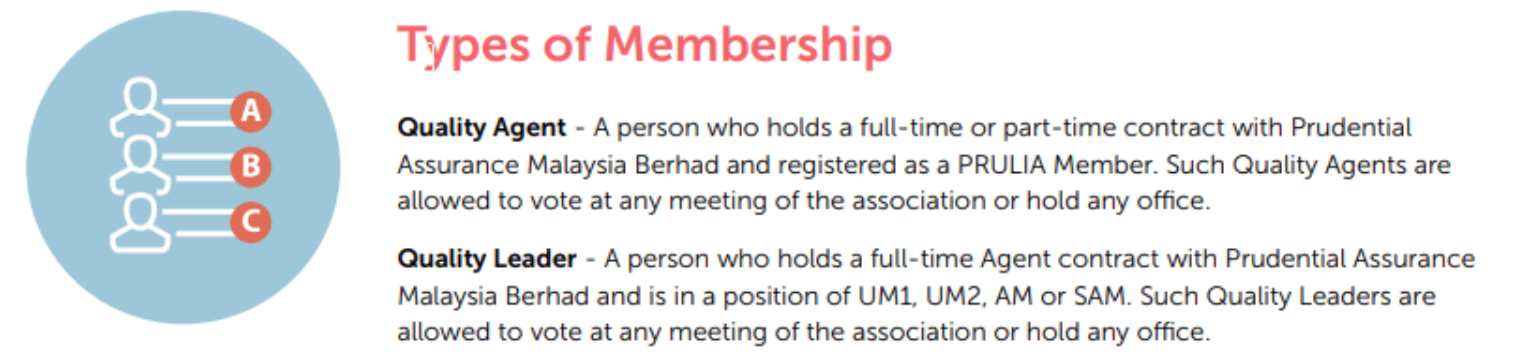 Types of Membership
A
B
C
Quality Agent - A person who holds a full-time or part-time contract with Prudential
Assurance Malaysia Berhad and registered as a PRULIA Member. Such Quality Agents are
allowed to vote at any meeting of the association or hold any office.
Quality Leader - A person who holds a full-time Agent contract with Prudential Assurance
Malaysia Berhad and is in a position of UM1, UM2, AM or SAM. Such Quality Leaders are
allowed to vote at any meeting of the association or hold any office.